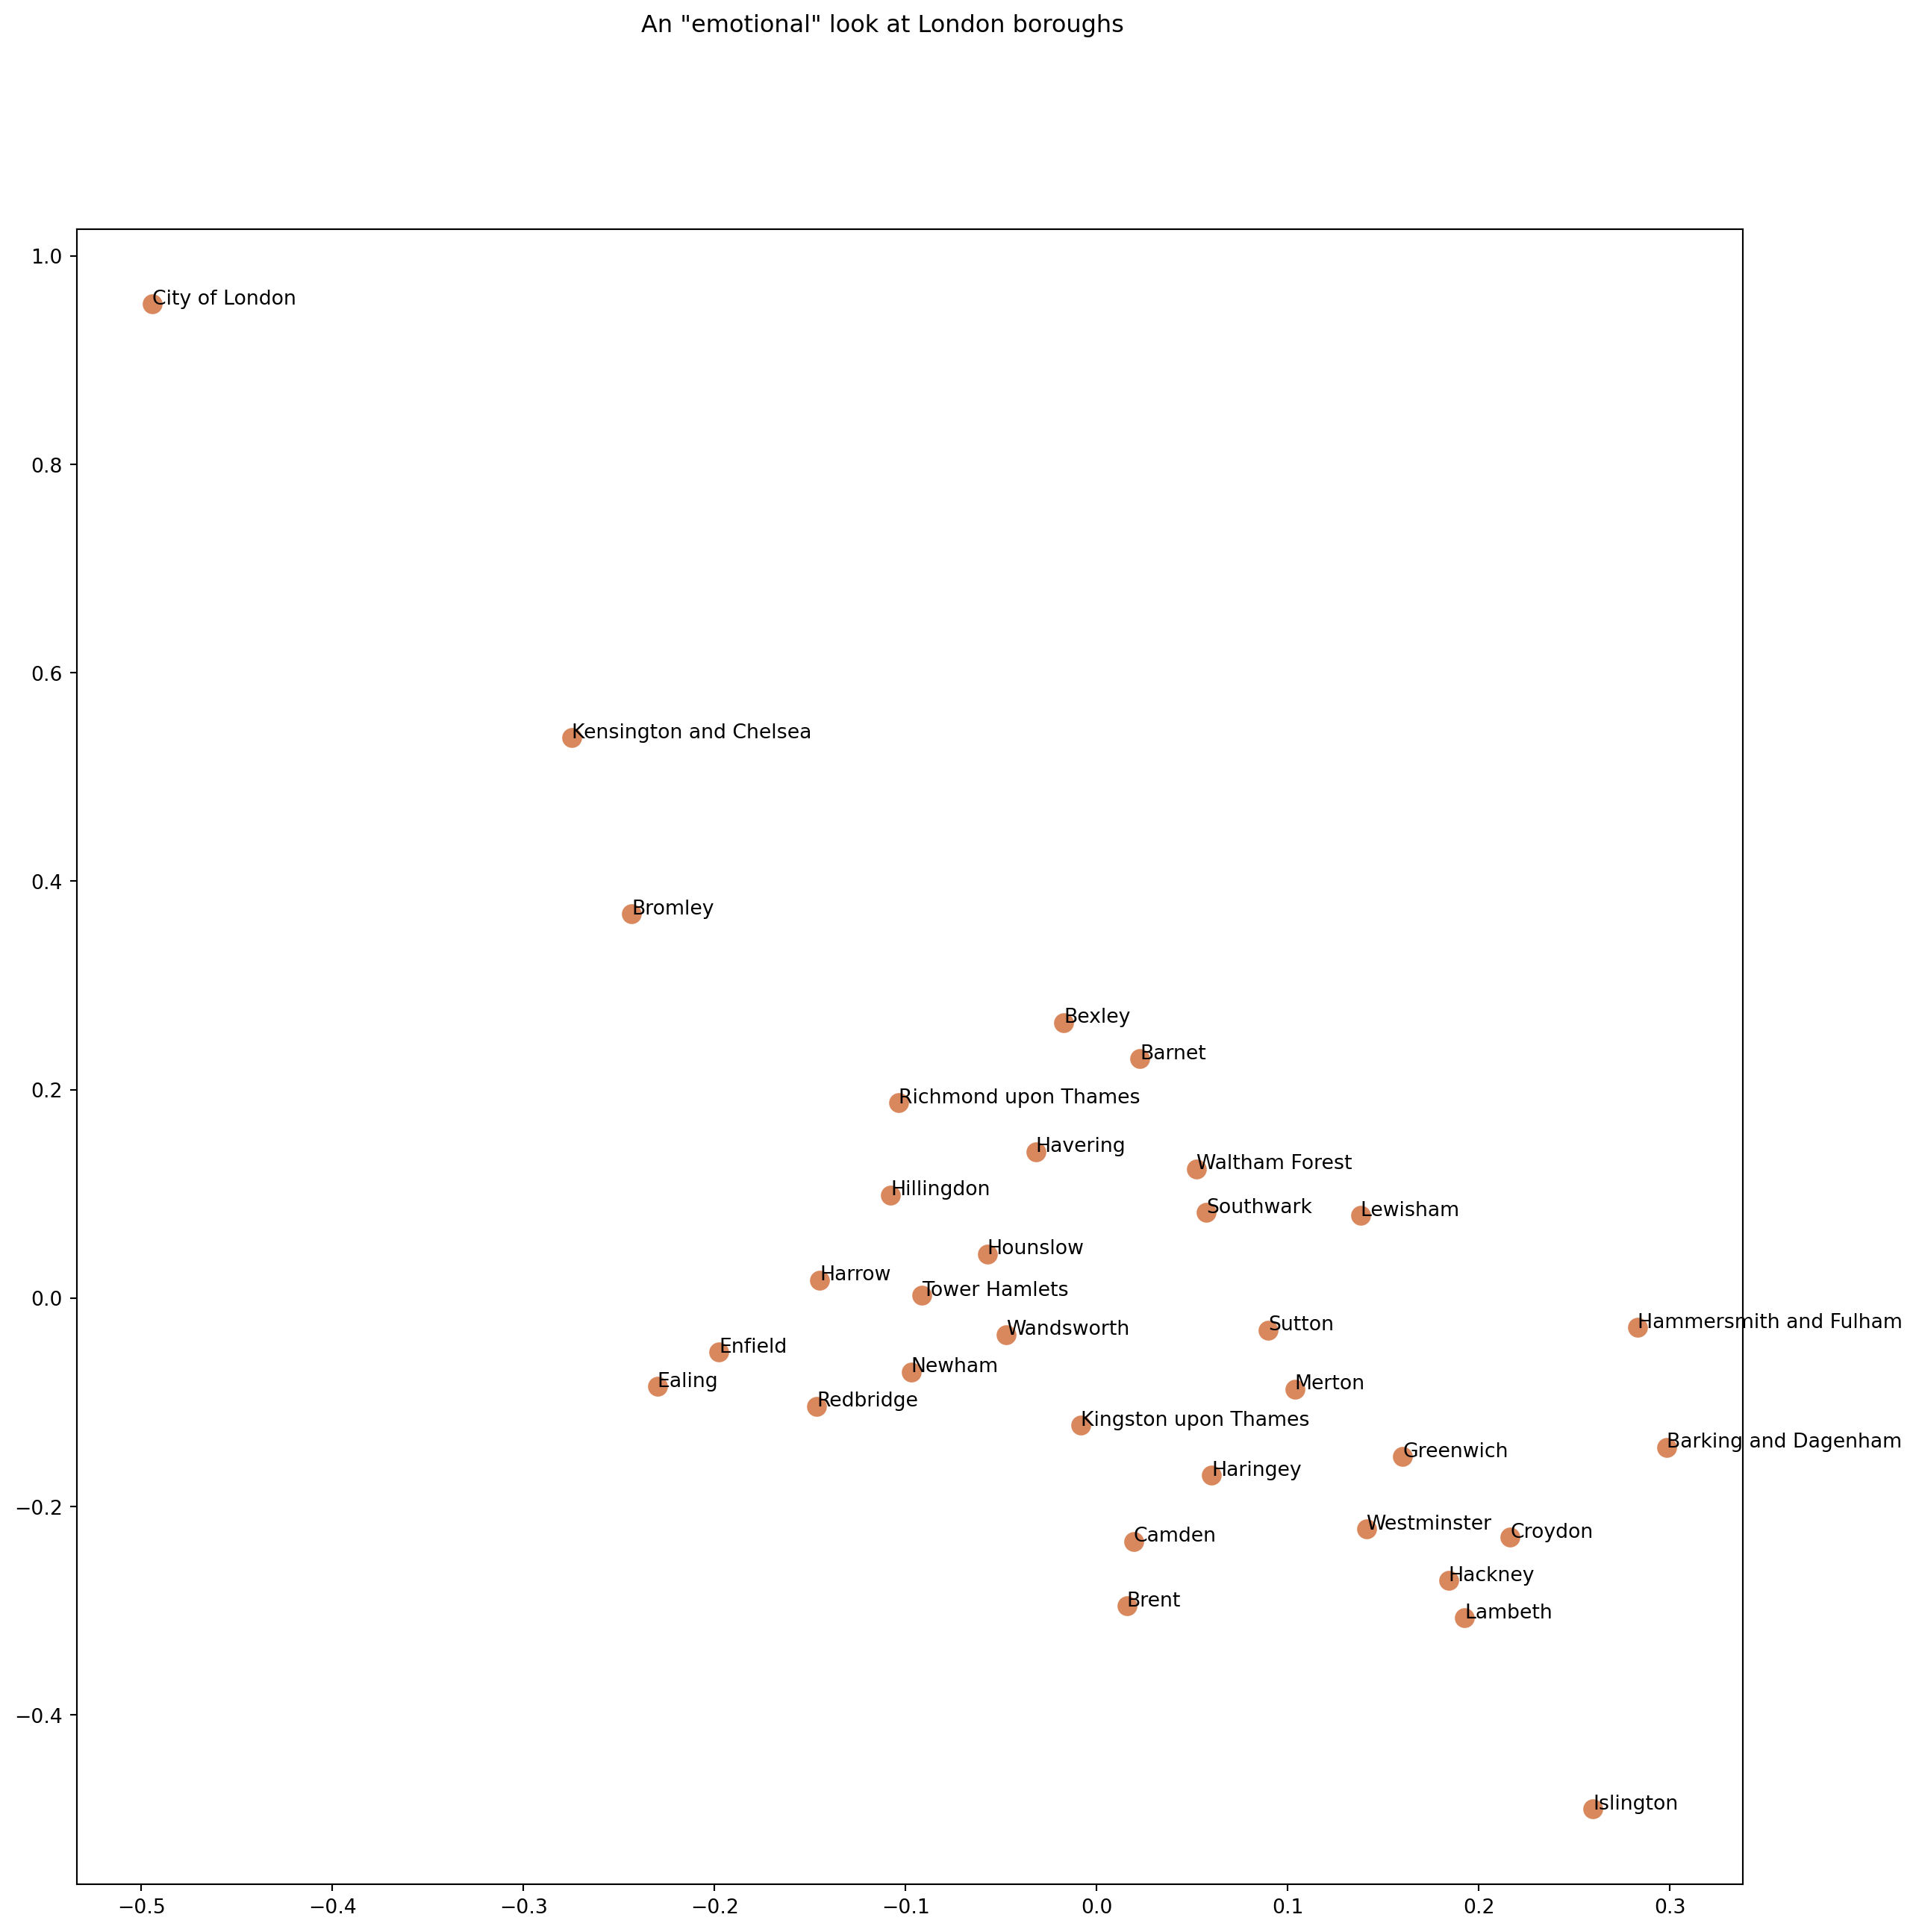 An "emotional" look at London boroughs
1.0
City of London
0.8
0.6
Kensington and Chelsea
0.4
Bromley
Bexley
Barnet
0.2
Richmond upon Thames
Havering
Waltham Forest
Hillingdon
Southwark
Lewisham
Hounslow
Harrow
Tower Hamlets
0.0
Hammersmith and Fulham
Sutton
Wandsworth
Enfield
Newham
Ealing
Merton
Redbridge
Kingston upon Thames
Barking and Dagenham
Greenwich
Haringey
−0.2
Westminster
Croydon
Camden
Hackney
Brent
Lambeth
−0.4
Islington
−0.5 −0.4 −0.3 −0.2 −0.1 0.0 0.1 0.2 0.3